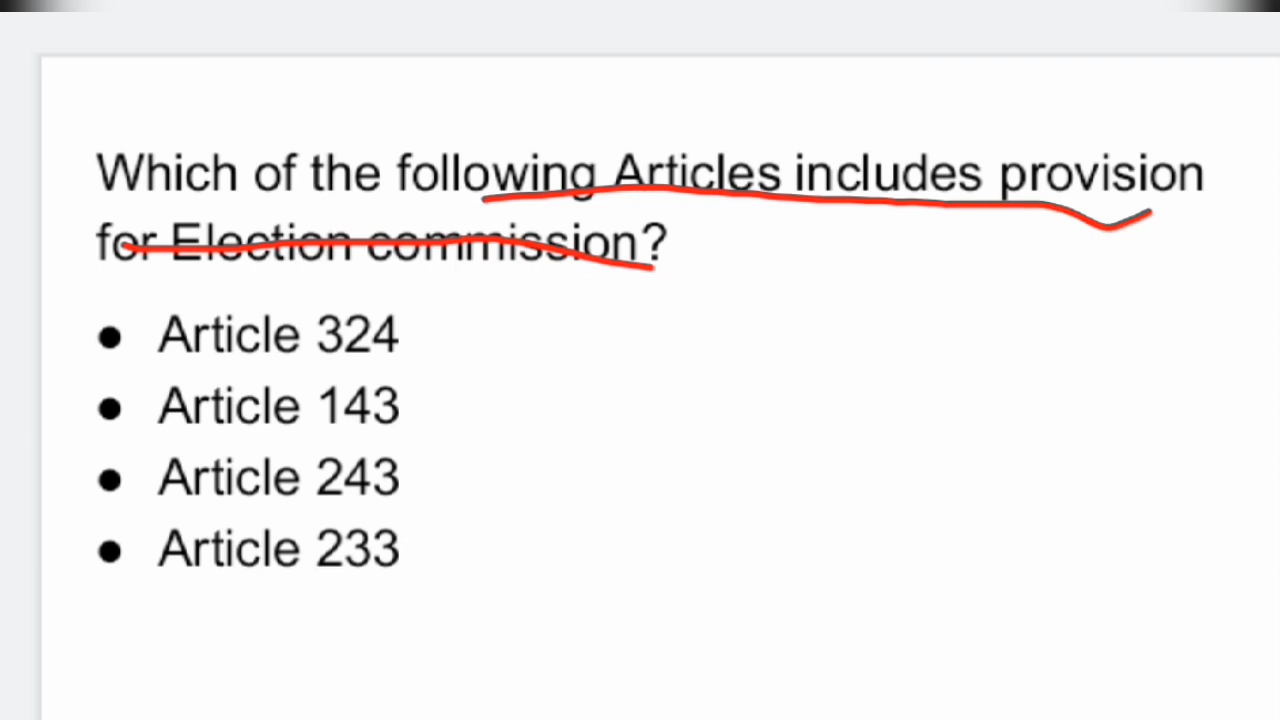 Which of the following Articles includes provision
for Election commission?
● Article 324
● Article 143
● Article 243
● Article 233